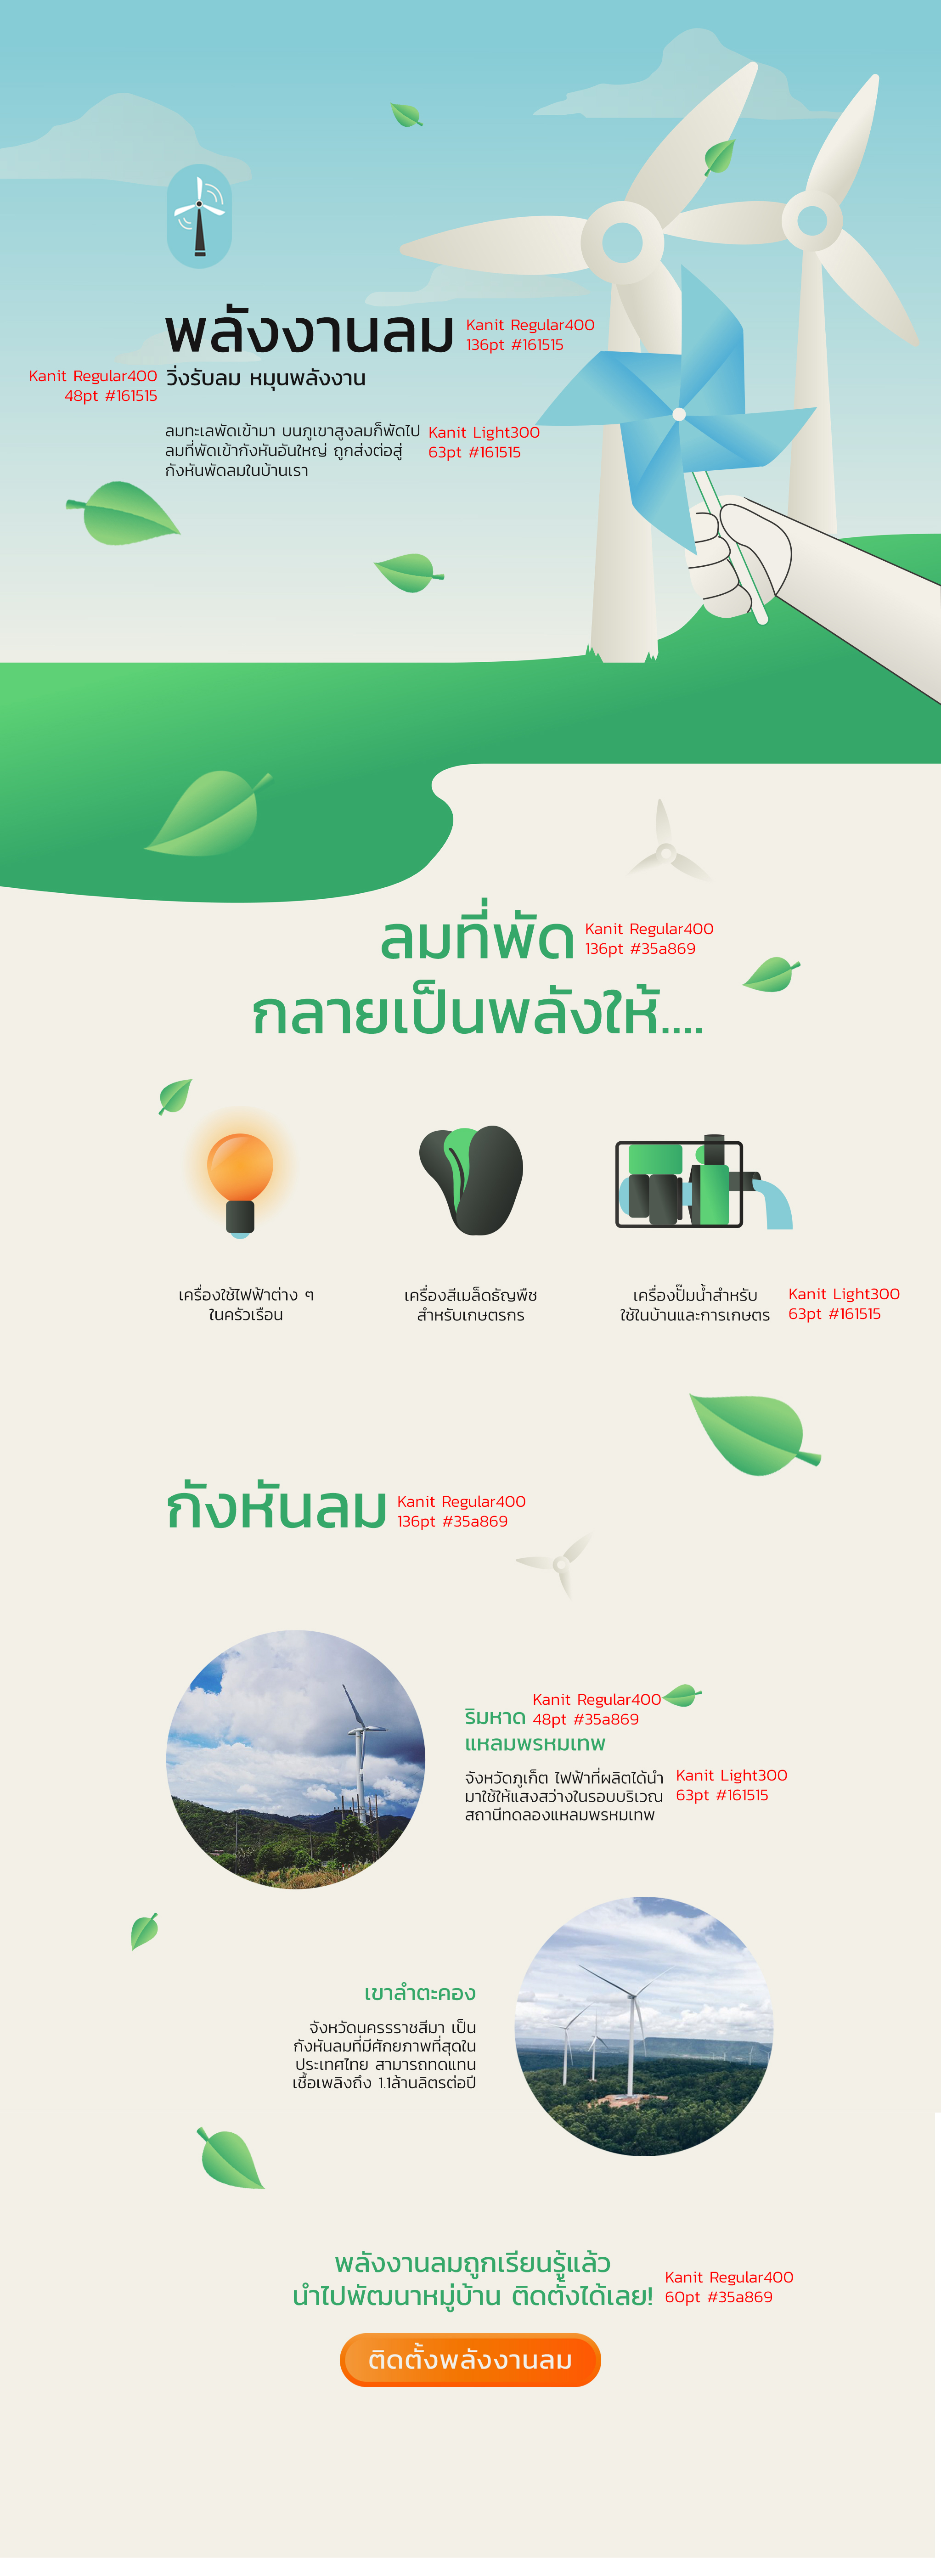 พลังงานลม
Kanit Regular400
136pt #161515
Kanit Regular400
48pt #161515
วิ่งรับลม หมุนพลังงาน
ลมทะเลพัดเข้ามา บนภูเขาสูงลมก็พัดไป
ลมที่พัดเข้ากังหันอันใหญ่ ถูกส่งต่อสู่
กังหันพัดลมในบ้านเรา
Kanit Light300
63pt #161515
ลมที่พัด
Kanit Regular400
136pt #35a869
กลายเป็นพลังให้....
เครื่องใช้ไฟฟ้าต่าง ๆ
ในครัวเรือน
เครื่องสีเมล็ดธัญพืช
สำหรับเกษตรกร
เครื่องปั๊มน้ำสำหรับ
ใช้ในบ้านและการเกษตร
Kanit Light300
63pt #161515
กังหันลม
Kanit Regular400
136pt #35a869
ริมหาด
แหลมพรหมเทพ
Kanit Regular400
48pt #35a869
จังหวัดภูเก็ต ไฟฟ้าที่ผลิตได้นำ
มาใช้ให้แสงสว่างในรอบบริเวณ
สถานีทดลองแหลมพรหมเทพ
Kanit Light300
63pt #161515
เขาลำตะคอง
จังหวัดนครรราชสีมา เป็น
กังหันลมที่มีศักยภาพที่สุดใน
ประเทศไทย สามารถทดแทน
เชื้อเพลิงถึง 1.1ล้านลิตรต่อปี
พลังงานลมถูกเรียนรู้แล้ว
นำไปพัฒนาหมู่บ้าน ติดตั้งได้เลย!
Kanit Regular400
60pt #35a869
ติดตั้งพลังงานลม